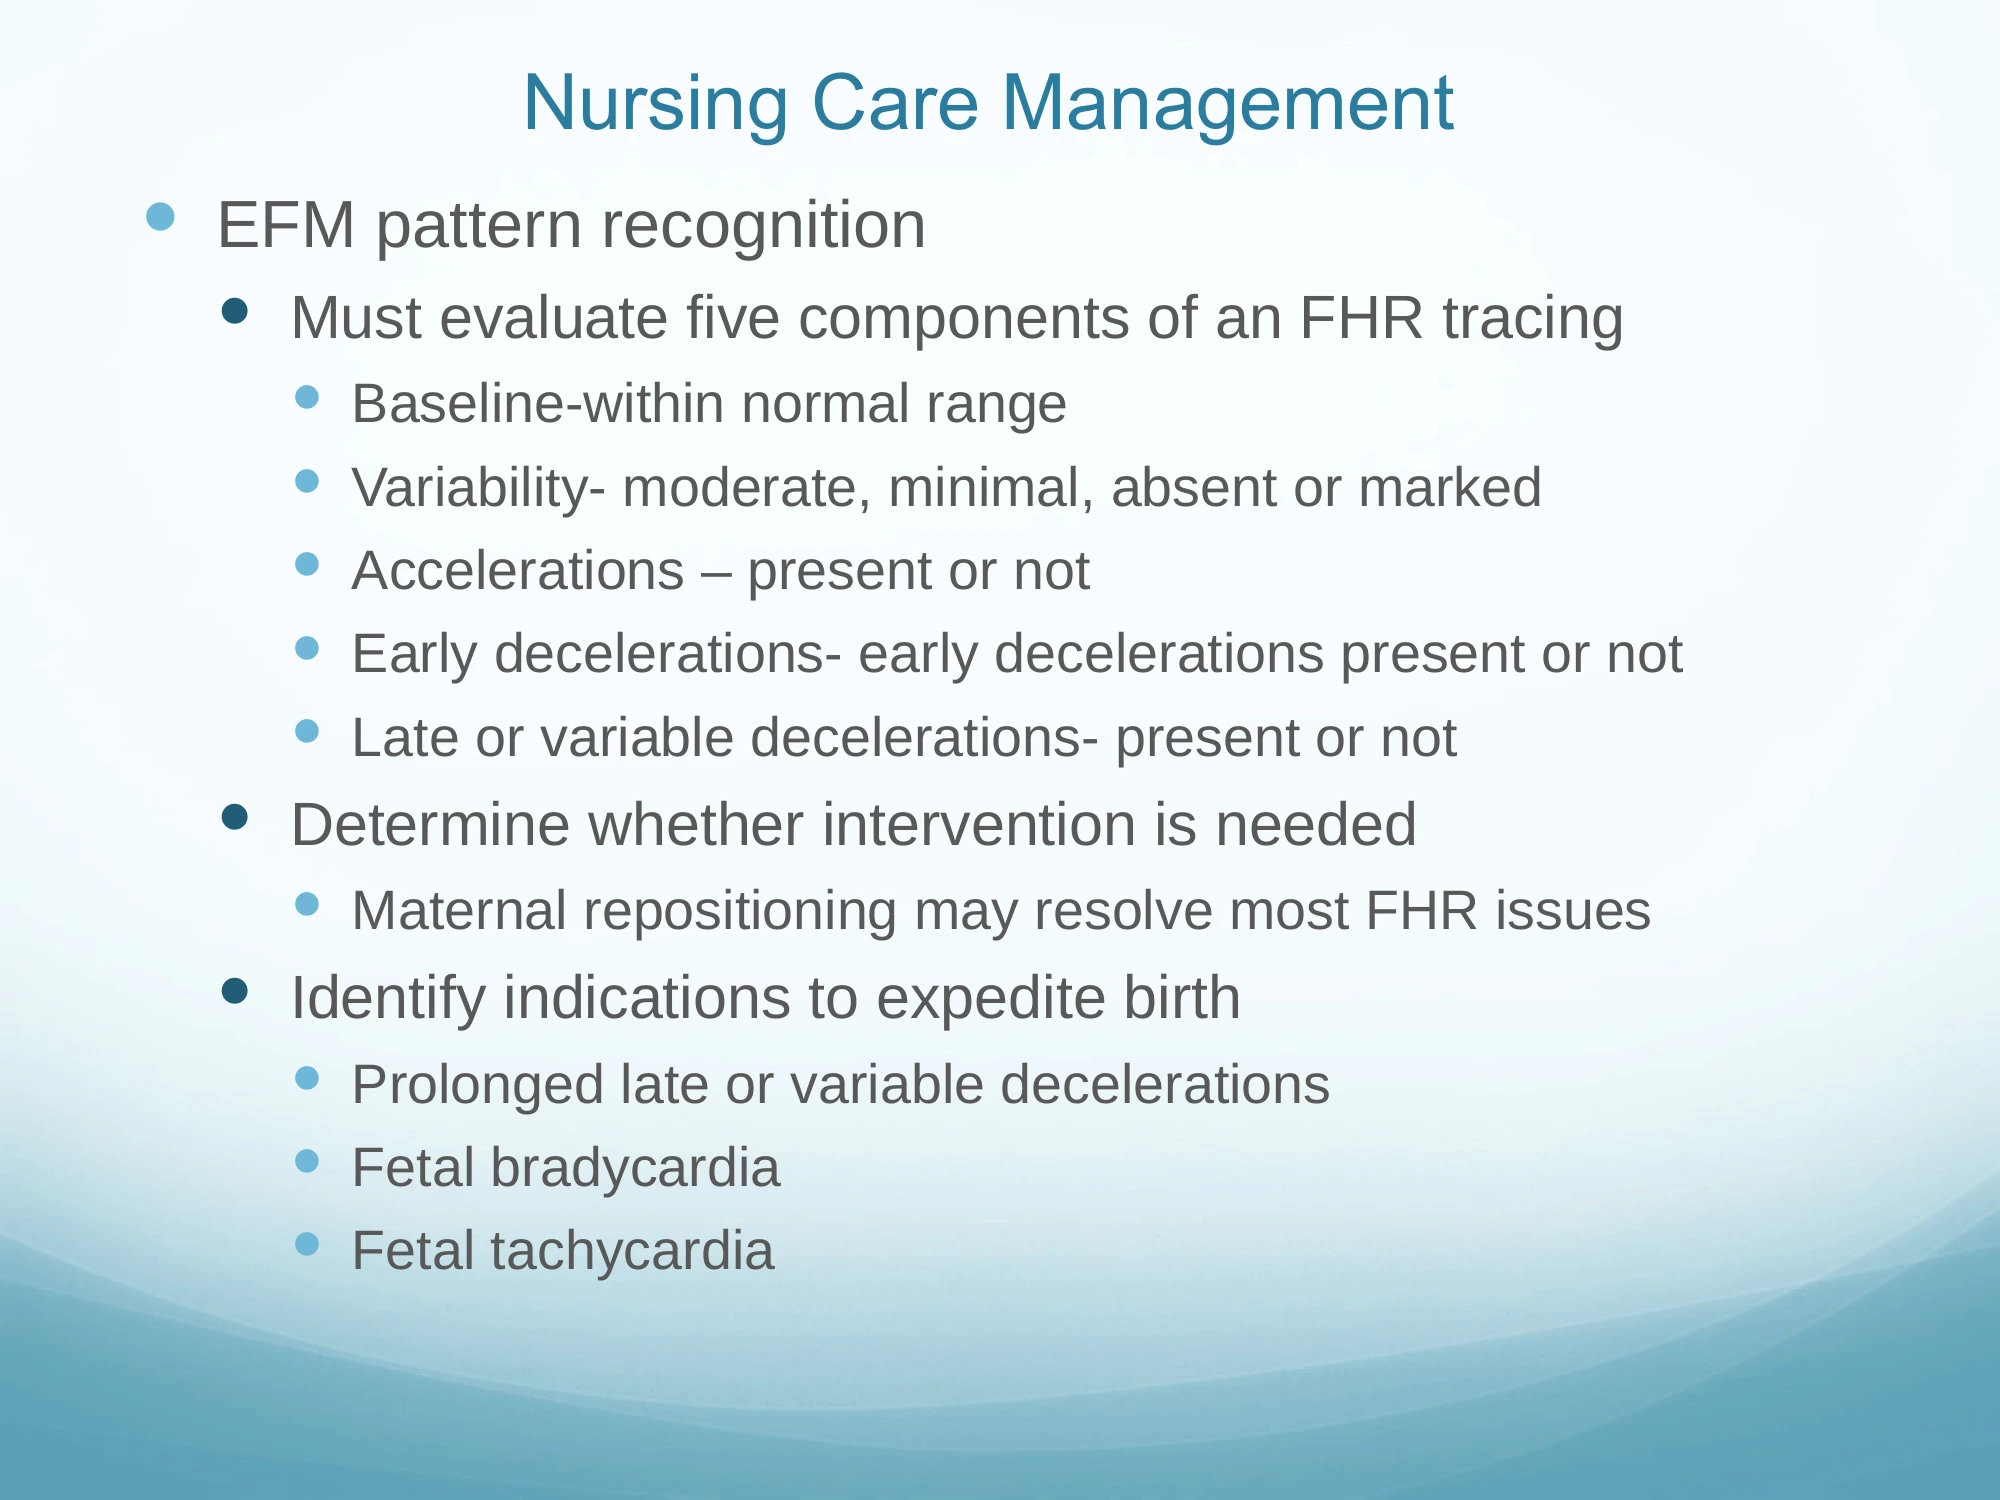 Nursing Care Management
EFM pattern recognition
Must evaluate five components of an FHR tracing
Baseline-within normal range
Variability- moderate, minimal, absent or marked
Accelerations – present or not
Early decelerations- early decelerations present or not
Late or variable decelerations- present or not
Determine whether intervention is needed
Maternal repositioning may resolve most FHR issues
Identify indications to expedite birth
Prolonged late or variable decelerations
Fetal bradycardia
Fetal tachycardia